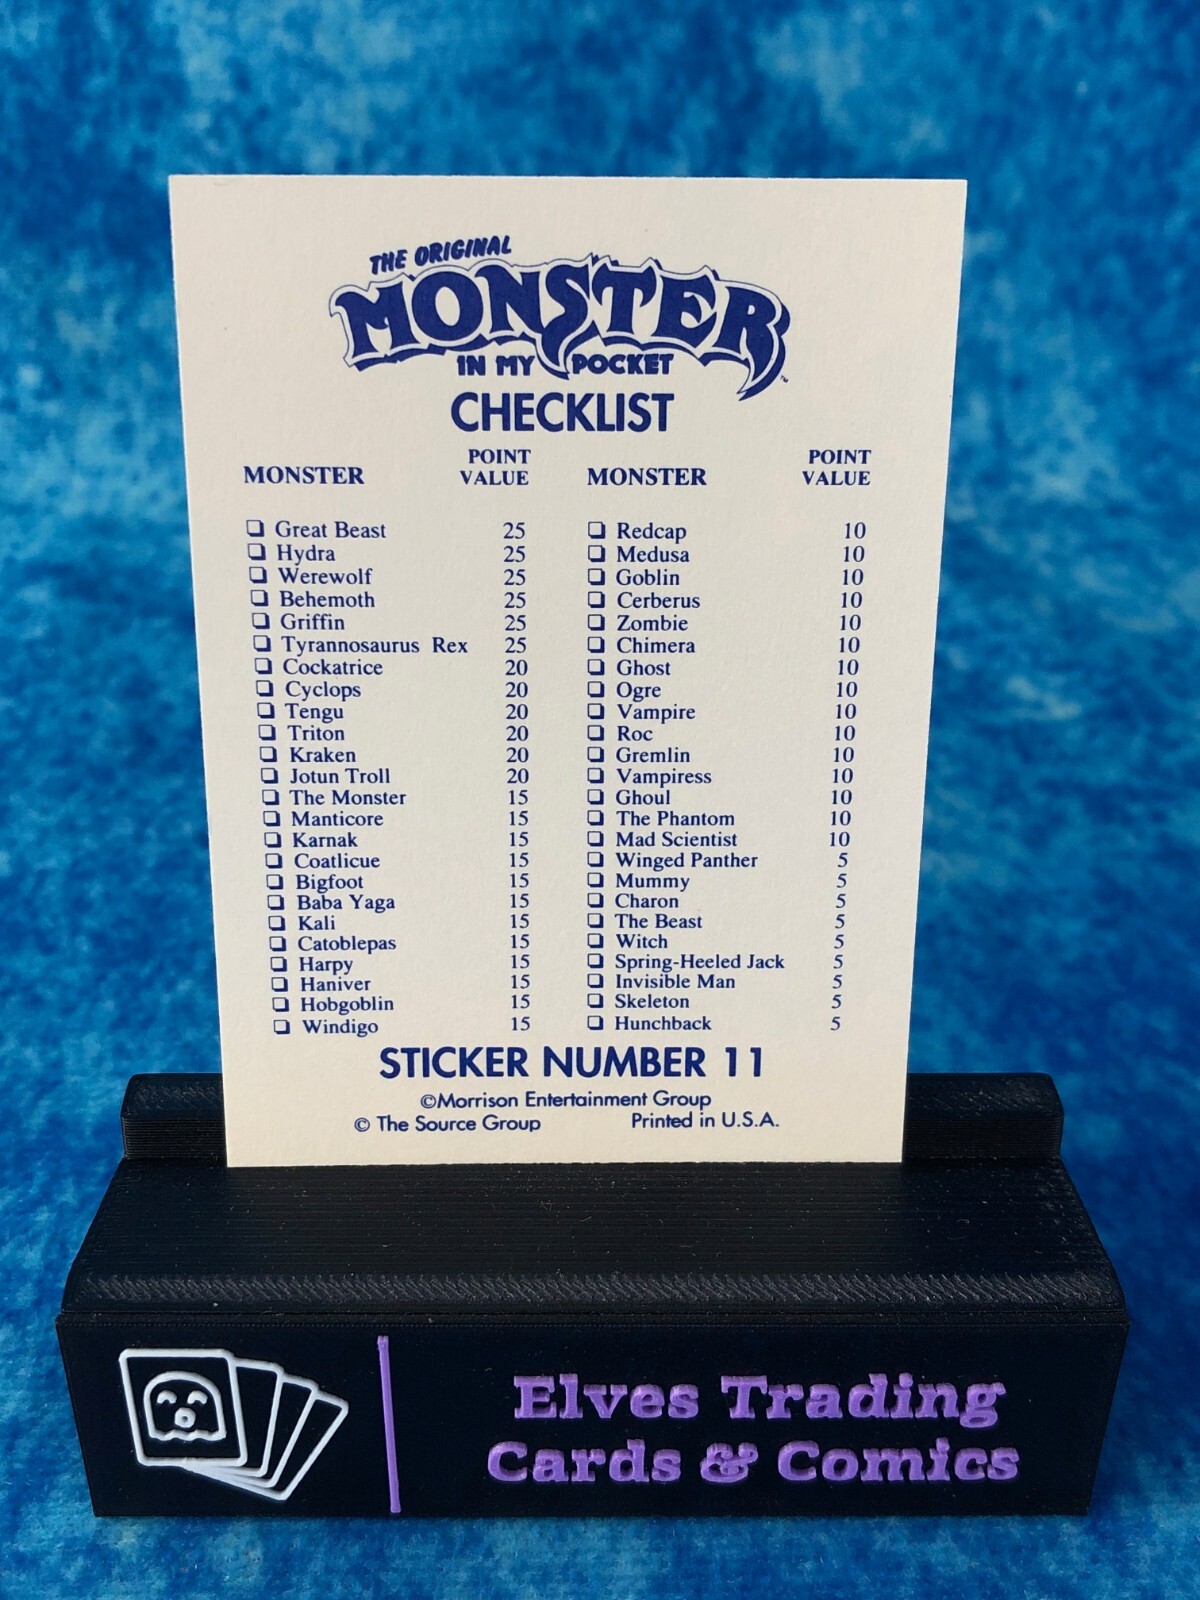 THE ORIGINAL
MONSTER
IN MY POCKET
™
CHECKLIST
MONSTER POINT VALUE MONSTER POINT VALUE
❏ Great Beast 25 ❏ Redcap 10
❏ Hydra 25 ❏ Medusa 10
❏ Werewolf 25 ❏ Goblin 10
❏ Behemoth 25 ❏ Cerberus 10
❏ Griffin 25 ❏ Zombie 10
❏ Tyrannosaurus Rex 25 ❏ Chimera 10
❏ Cockatrice 20 ❏ Ghost 10
❏ Cyclops 20 ❏ Ogre 10
❏ Tengu 20 ❏ Vampire 10
❏ Triton 20 ❏ Roc 10
❏ Kraken 20 ❏ Gremlin 10
❏ Jotun Troll 20 ❏ Vampiress 10
❏ The Monster 15 ❏ Ghoul 10
❏ Manticore 15 ❏ The Phantom 10
❏ Karnak 15 ❏ Mad Scientist 10
❏ Coatlicue 15 ❏ Winged Panther 5
❏ Bigfoot 15 ❏ Mummy 5
❏ Baba Yaga 15 ❏ Charon 5
❏ Kali 15 ❏ The Beast 5
❏ Catoblepas 15 ❏ Witch 5
❏ Harpy 15 ❏ Spring-Heeled Jack 5
❏ Haniver 15 ❏ Invisible Man 5
❏ Hobgoblin 15 ❏ Skeleton 5
❏ Windigo 15 ❏ Hunchback 5
STICKER NUMBER 11
©Morrison Entertainment Group
© The Source Group Printed in U.S.A.
Elves Trading
Cards & Comics